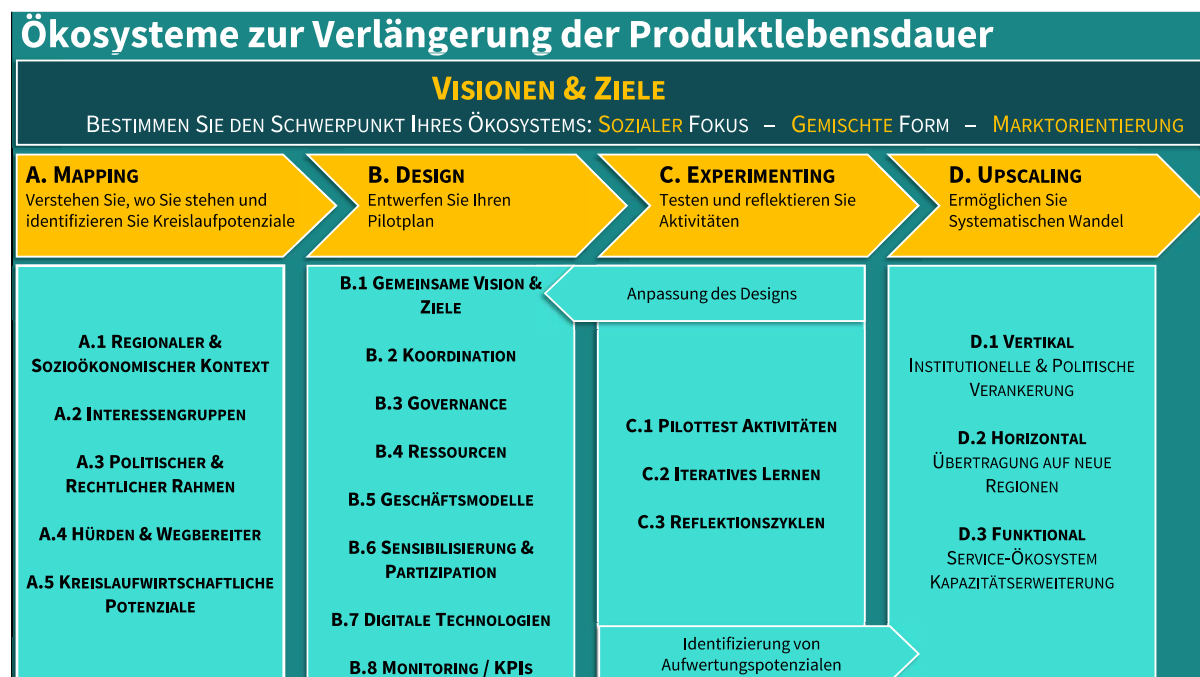 Ökosysteme zur Verlängerung der Produktlebensdauer
VISIONEN & ZIELE
BESTIMMEN SIE DEN SCHWERPUNKT IHRES ÖKOSYSTEMS: SOZIALER FOKUS – GEMISCHTE FORM – MARKTORIENTIERUNG
A. MAPPING
Verstehen Sie, wo Sie stehen und
identifizieren Sie Kreislaufpotenziale
B. DESIGN
Entwerfen Sie Ihren
Pilotplan
C. EXPERIMENTING
Testen und reflektieren Sie
Aktivitäten
D. UPSCALING
Ermöglichen Sie
Systematischen Wandel
A.1 REGIONALER &
SOZIOÖKONOMISCHER KONTEXT
A.2 INTERESSENGRUPPEN
A.3 POLITISCHER &
RECHTLICHER RAHMEN
A.4 HÜRDEN & WEGBEREITER
A.5 KREISLAUFWIRTSCHAFTLICHE
POTENZIALE
B.1 GEMEINSAME VISION &
ZIELE
B. 2 KOORDINATION
B.3 GOVERNANCE
B.4 RESSOURCEN
B.5 GESCHÄFTSMODELLE
B.6 SENSIBILISIERUNG &
PARTIZIPATION
B.7 DIGITALE TECHNOLOGIEN
B.8 MONITORING / KPIS
Anpassung des Designs
C.1 PILOTTEST AKTIVITÄTEN
C.2 ITERATIVES LERNEN
C.3 REFLEKTIONSZYKLEN
Identifizierung von
Aufwertungspotenzialen
D.1 VERTIKAL
INSTITUTIONELLE & POLITISCHE
VERANKERUNG
D.2 HORIZONTAL
ÜBERTRAGUNG AUF NEUE
REGIONEN
D.3 FUNKTIONAL
SERVICE-ÖKOSYSTEM
KAPAZITÄTSERWEITERUNG